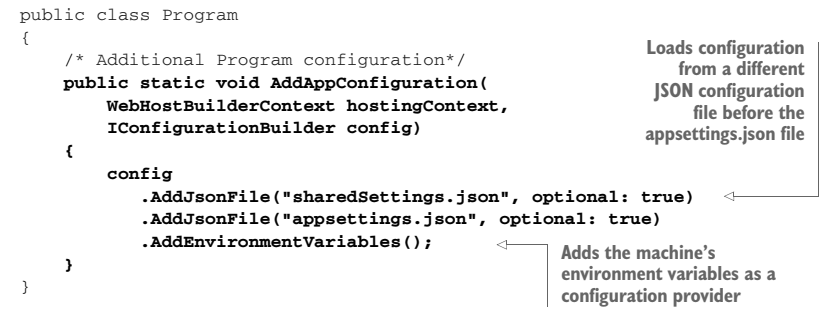 public class Program
{
    /* Additional Program configuration*/
    public static void AddAppConfiguration(
        WebHostBuilderContext hostingContext,
        IConfigurationBuilder config)
    {
        config
            .AddJsonFile("sharedSettings.json", optional: true)
            .AddJsonFile("appsettings.json", optional: true)
            .AddEnvironmentVariables();
    }
}
Loads configuration
from a different
JSON configuration
file before the
appsettings.json file
Adds the machine's
environment variables as a
configuration provider